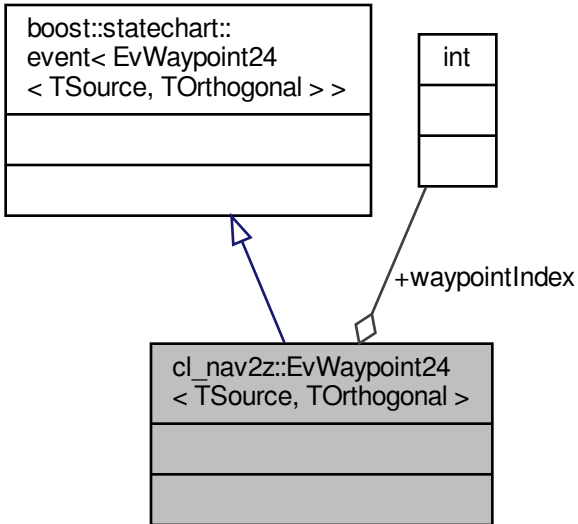 boost::statechart::
event< EvWaypoint24
< TSource, TOrthogonal > >
int
+waypointIndex
cl_nav2z::EvWaypoint24
< TSource, TOrthogonal >